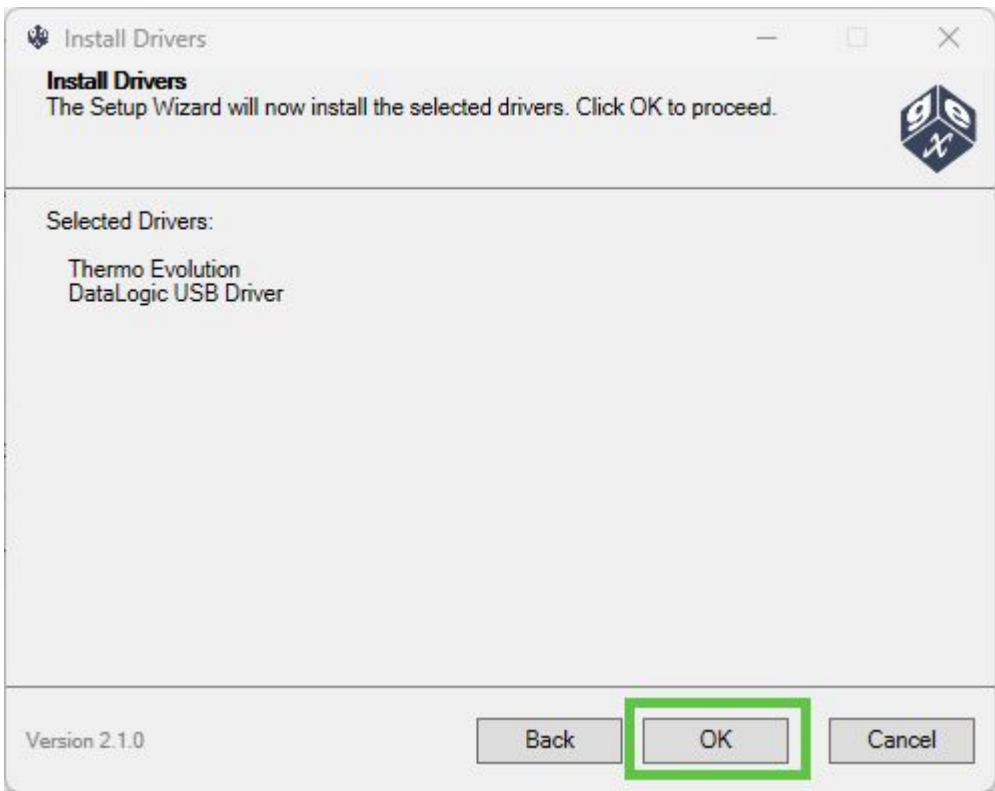 Install Drivers
Install Drivers
The Setup Wizard will now install the selected drivers. Click OK to proceed.
gex
Selected Drivers:
Thermo Evolution
DataLogic USB Driver
Version 2.1.0
Back
OK
Cancel